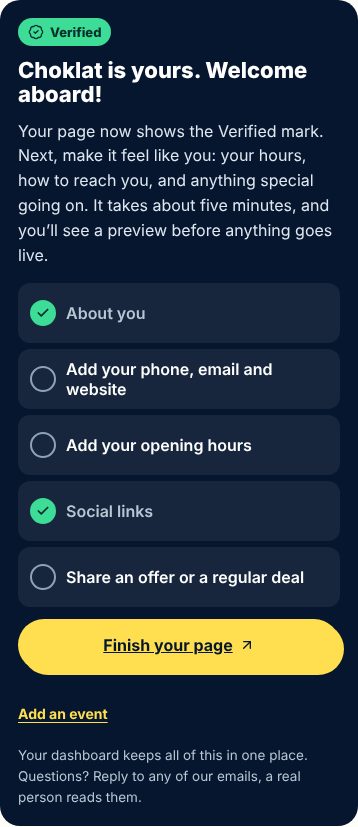 Verified
Choklat is yours. Welcome
aboard!
Your page now shows the Verified mark.
Next, make it feel like you: your hours,
how to reach you, and anything special
going on. It takes about five minutes, and
you’ll see a preview before anything goes
live.
About you
Add your phone, email and
website
Add your opening hours
Social links
Share an offer or a regular deal
Finish your page
Add an event
Your dashboard keeps all of this in one place.
Questions? Reply to any of our emails, a real
person reads them.